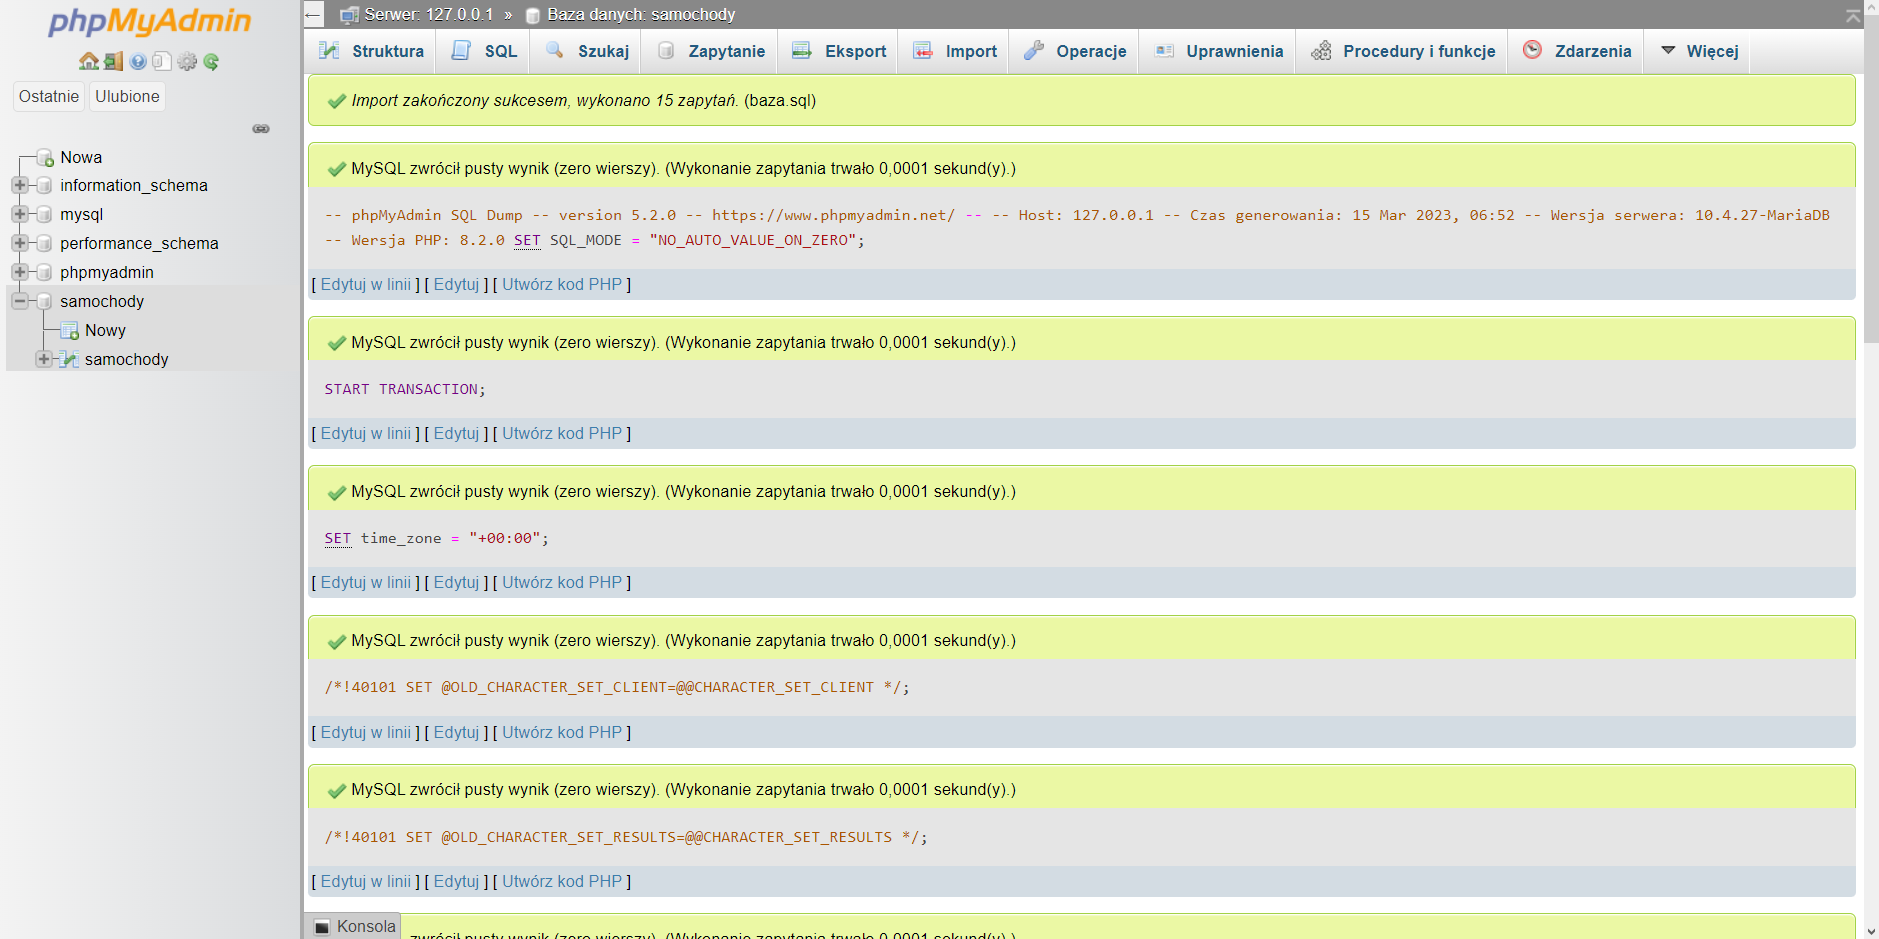 phpMyAdmin
Ostatnie Ulubione
Nowa
information_schema
mysql
performance_schema
phpmyadmin
samochody
Nowy
samochody
Serwer: 127.0.0.1 » Baza danych: samochody
Struktura SQL Szukaj Zapytanie Eksport Import Operacje Uprawnienia Procedury i funkcje Zdarzenia Więcej
Import zakończony sukcesem, wykonano 15 zapytań. (baza.sql)
MySQL zwrócił pusty wynik (zero wierszy). (Wykonanie zapytania trwało 0,0001 sekund(y).)
-- phpMyAdmin SQL Dump -- version 5.2.0 -- https://www.phpmyadmin.net/ -- -- Host: 127.0.0.1 -- Czas generowania: 15 Mar 2023, 06:52 -- Wersja serwera: 10.4.27-MariaDB
-- Wersja PHP: 8.2.0 SET SQL_MODE = "NO_AUTO_VALUE_ON_ZERO";
[ Edytuj w linii ] [ Edytuj ] [ Utwórz kod PHP ]
MySQL zwrócił pusty wynik (zero wierszy). (Wykonanie zapytania trwało 0,0001 sekund(y).)
START TRANSACTION;
[ Edytuj w linii ] [ Edytuj ] [ Utwórz kod PHP ]
MySQL zwrócił pusty wynik (zero wierszy). (Wykonanie zapytania trwało 0,0001 sekund(y).)
SET time_zone = "+00:00";
[ Edytuj w linii ] [ Edytuj ] [ Utwórz kod PHP ]
MySQL zwrócił pusty wynik (zero wierszy). (Wykonanie zapytania trwało 0,0001 sekund(y).)
/*!40101 SET @OLD_CHARACTER_SET_CLIENT=@@CHARACTER_SET_CLIENT */;
[ Edytuj w linii ] [ Edytuj ] [ Utwórz kod PHP ]
MySQL zwrócił pusty wynik (zero wierszy). (Wykonanie zapytania trwało 0,0001 sekund(y).)
/*!40101 SET @OLD_CHARACTER_SET_RESULTS=@@CHARACTER_SET_RESULTS */;
[ Edytuj w linii ] [ Edytuj ] [ Utwórz kod PHP ]
Konsola
zwrócił pusty wynik (zero wierszy). (Wykonanie zapytania trwało 0,0001 sekund(y).)